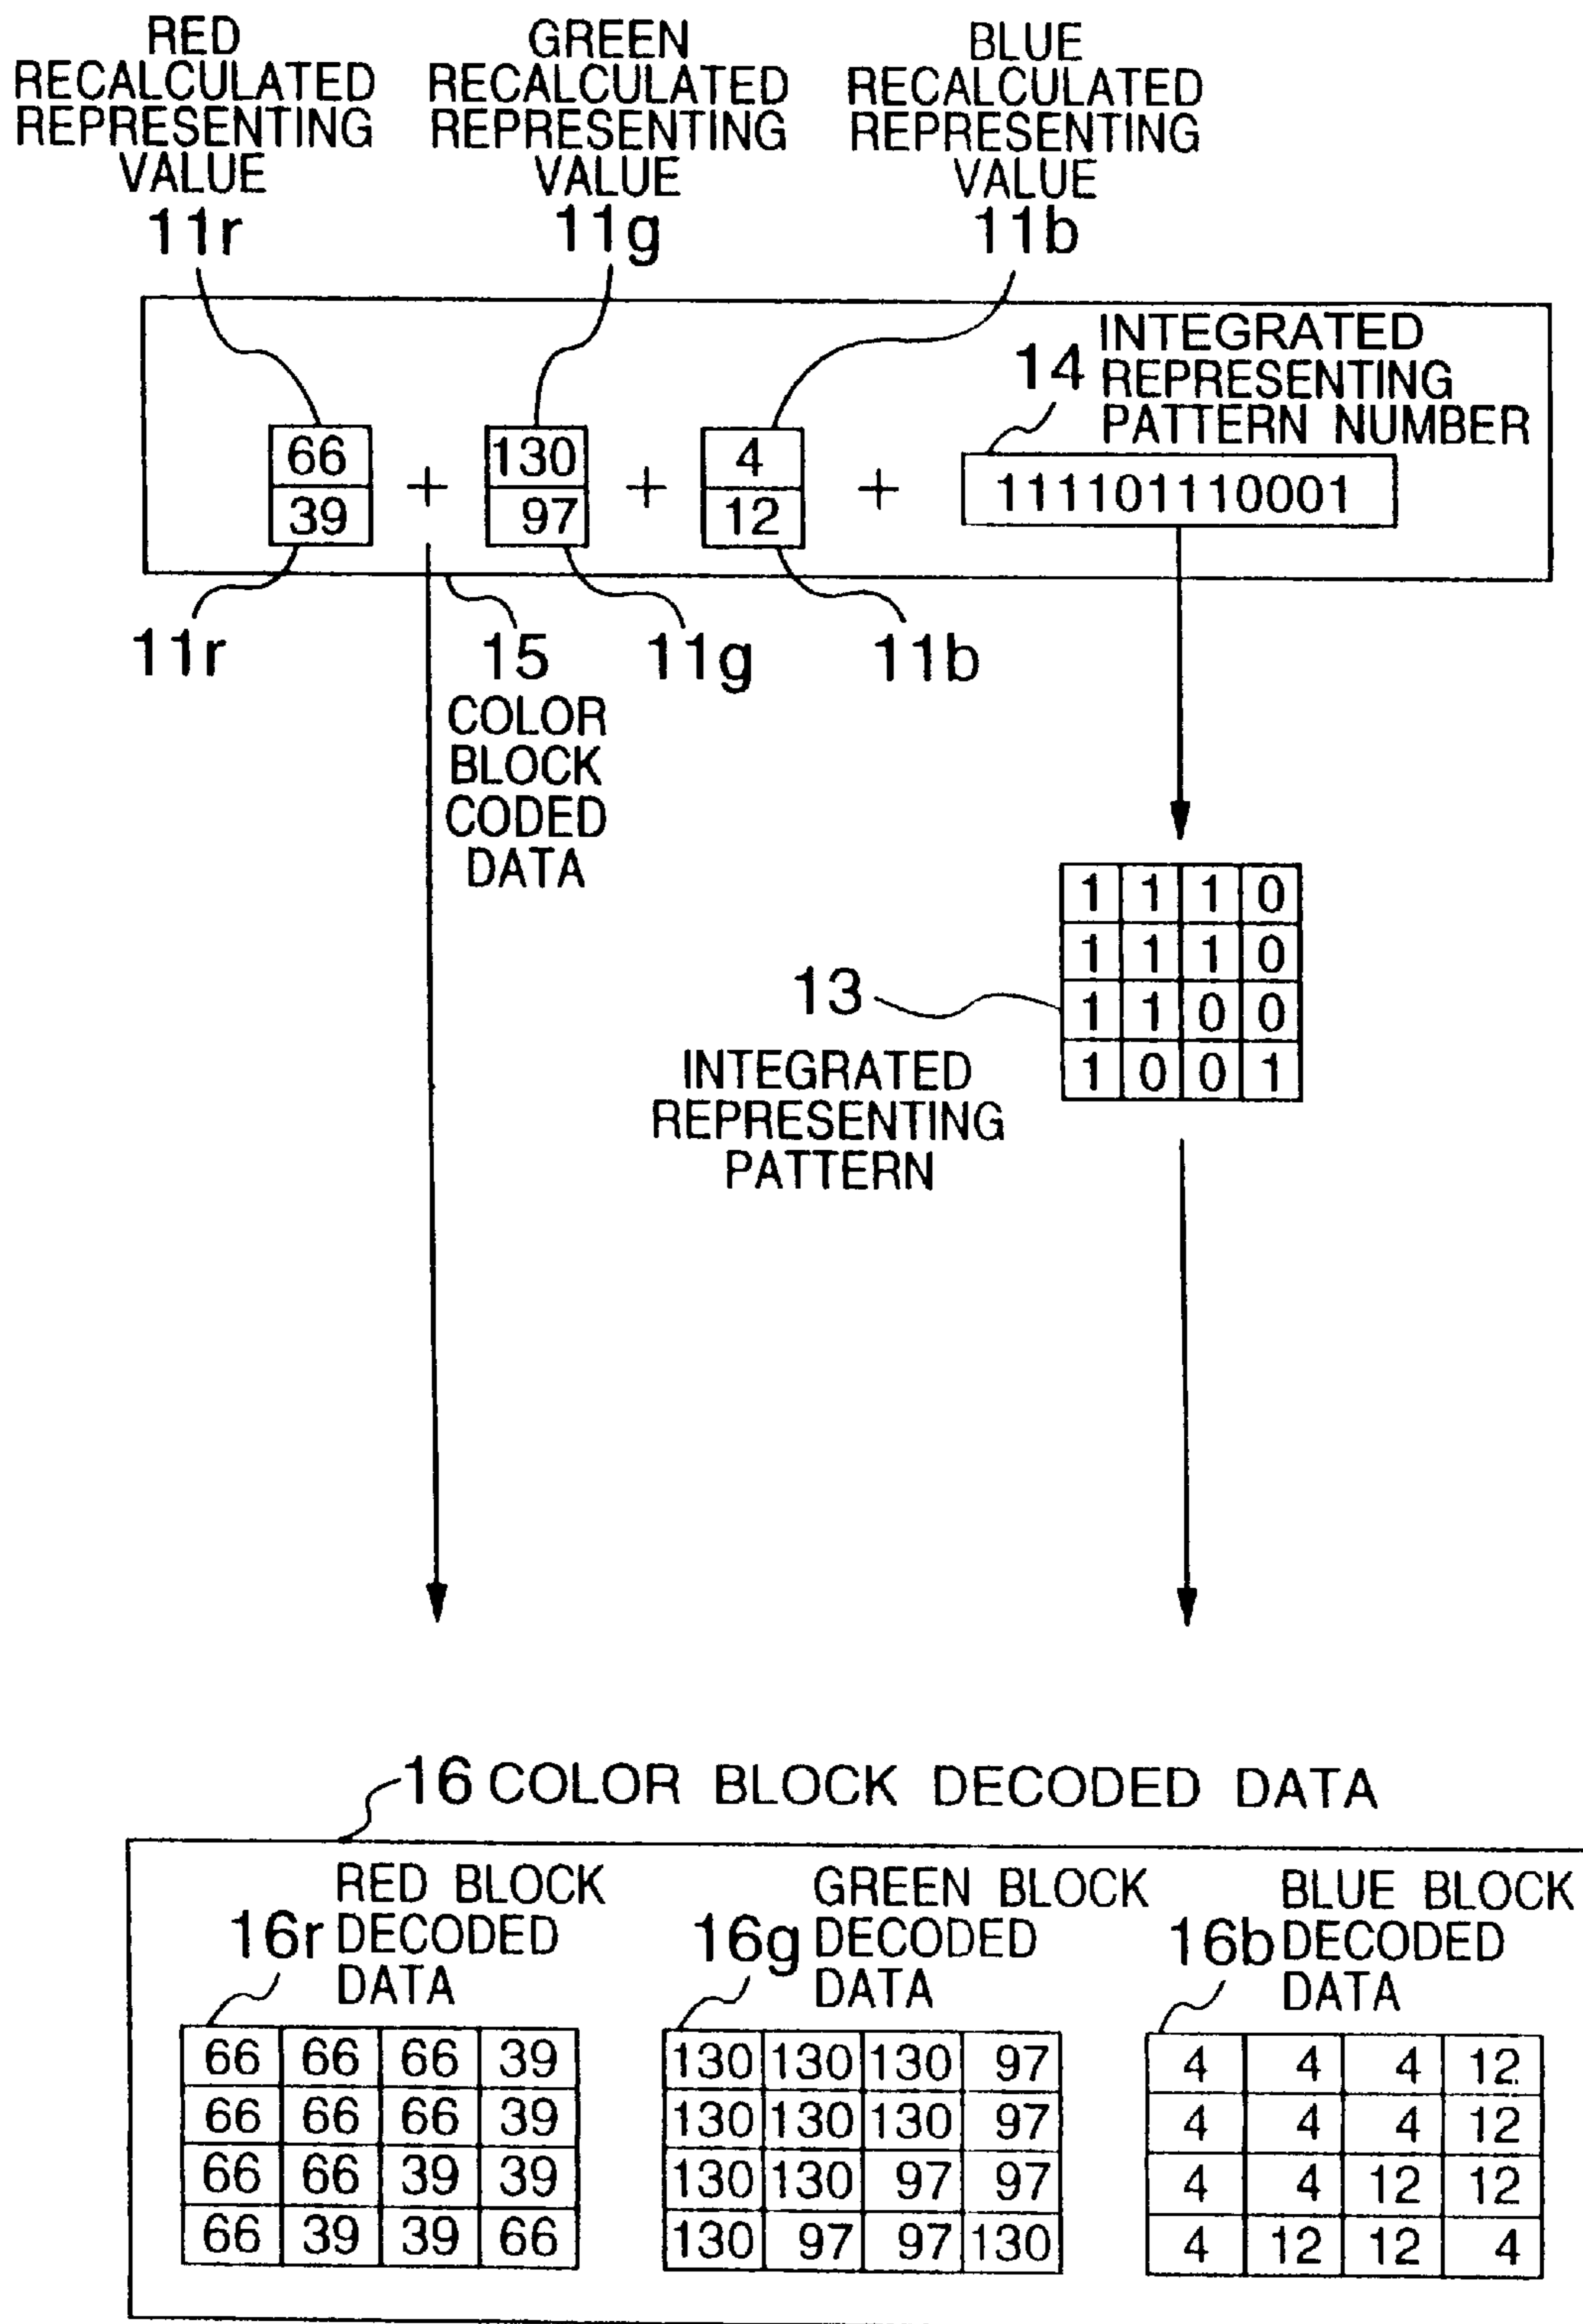 RED
RECALCULATED
REPRESENTING
VALUE
11r
GREEN
RECALCULATED
REPRESENTING
VALUE
11g
BLUE
RECALCULATED
REPRESENTING
VALUE
11b
14 INTEGRATED
REPRESENTING
PATTERN NUMBER
66 + 130 + 4 + 111101110001
39 97 12
11r
15
COLOR
BLOCK
CODED
DATA
11g
11b
1 1 1 0
1 1 1 0
1 1 0 0
1 0 0 1
13
INTEGRATED
REPRESENTING
PATTERN
16 COLOR BLOCK DECODED DATA
16r RED BLOCK
DECODED
DATA
66 66 66 39
66 66 66 39
66 66 39 39
66 39 39 66
16g GREEN BLOCK
DECODED
DATA
130 130 130 97
130 130 130 97
130 130 97 97
130 97 97 130
16b BLUE BLOCK
DECODED
DATA
4 4 4 12
4 4 4 12
4 4 12 12
4 12 12 4